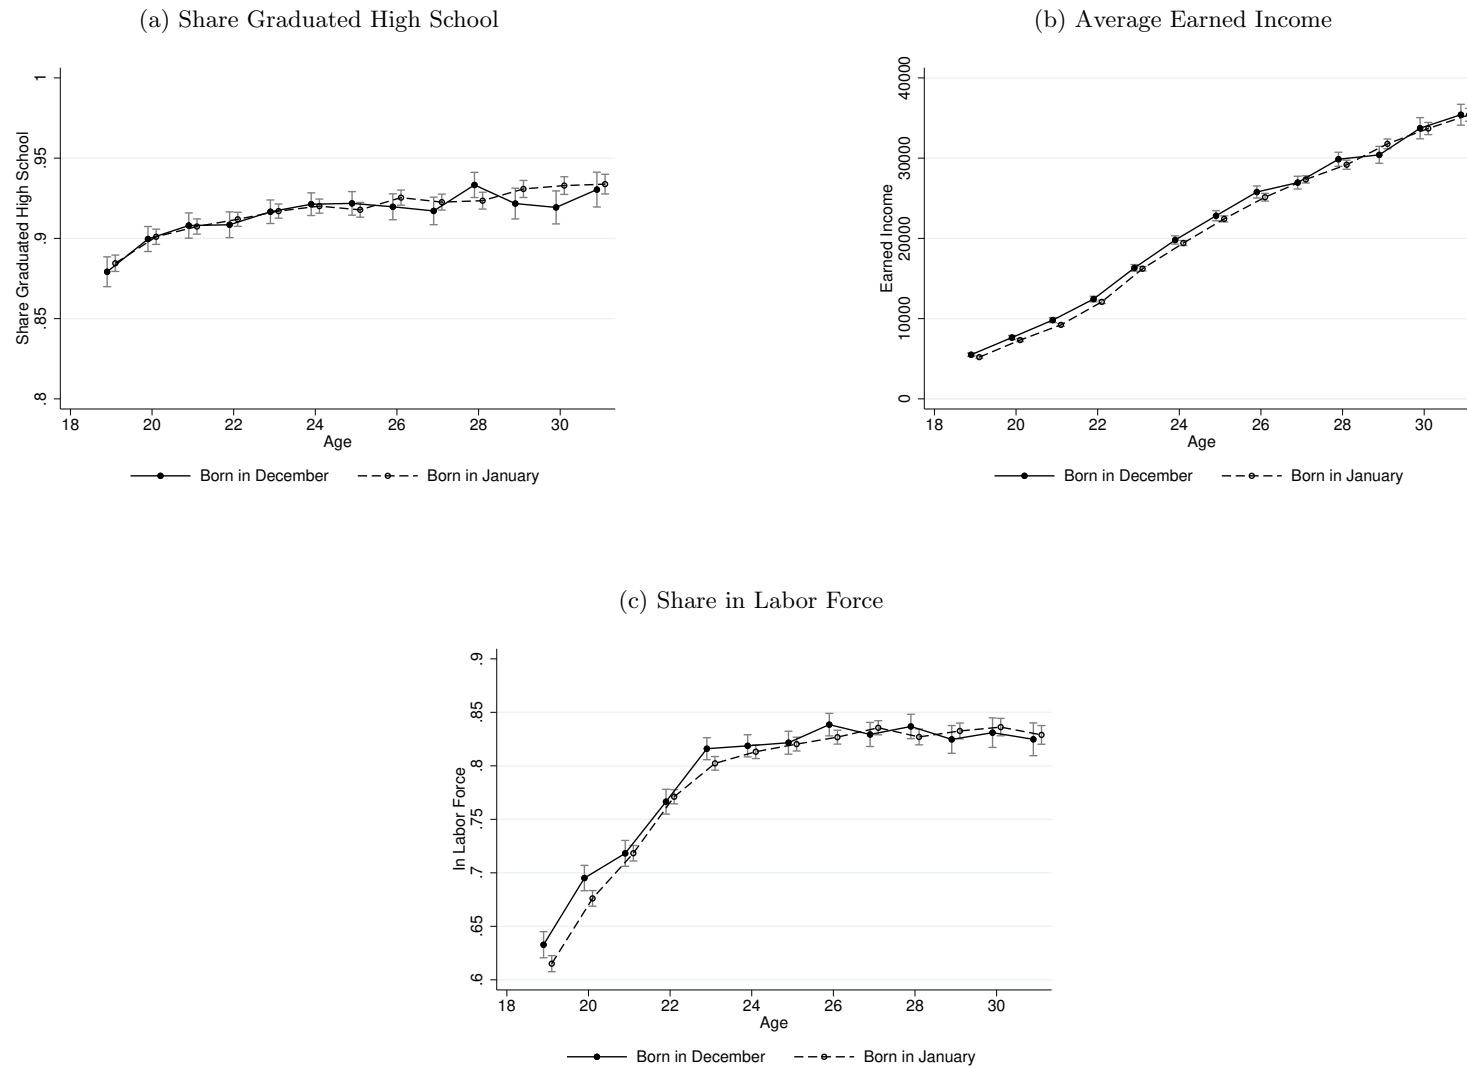 (a) Share Graduated High School
(b) Average Earned Income
Share Graduated High School
1
.95
.9
.85
.8
18 20 22 24 26 28 30
Age
Born in December Born in January
Earned Income
40000
30000
20000
10000
0
18 20 22 24 26 28 30
Age
Born in December Born in January
(c) Share in Labor Force
In Labor Force
.9
.85
.8
.75
.7
.65
.6
18 20 22 24 26 28 30
Age
Born in December Born in January